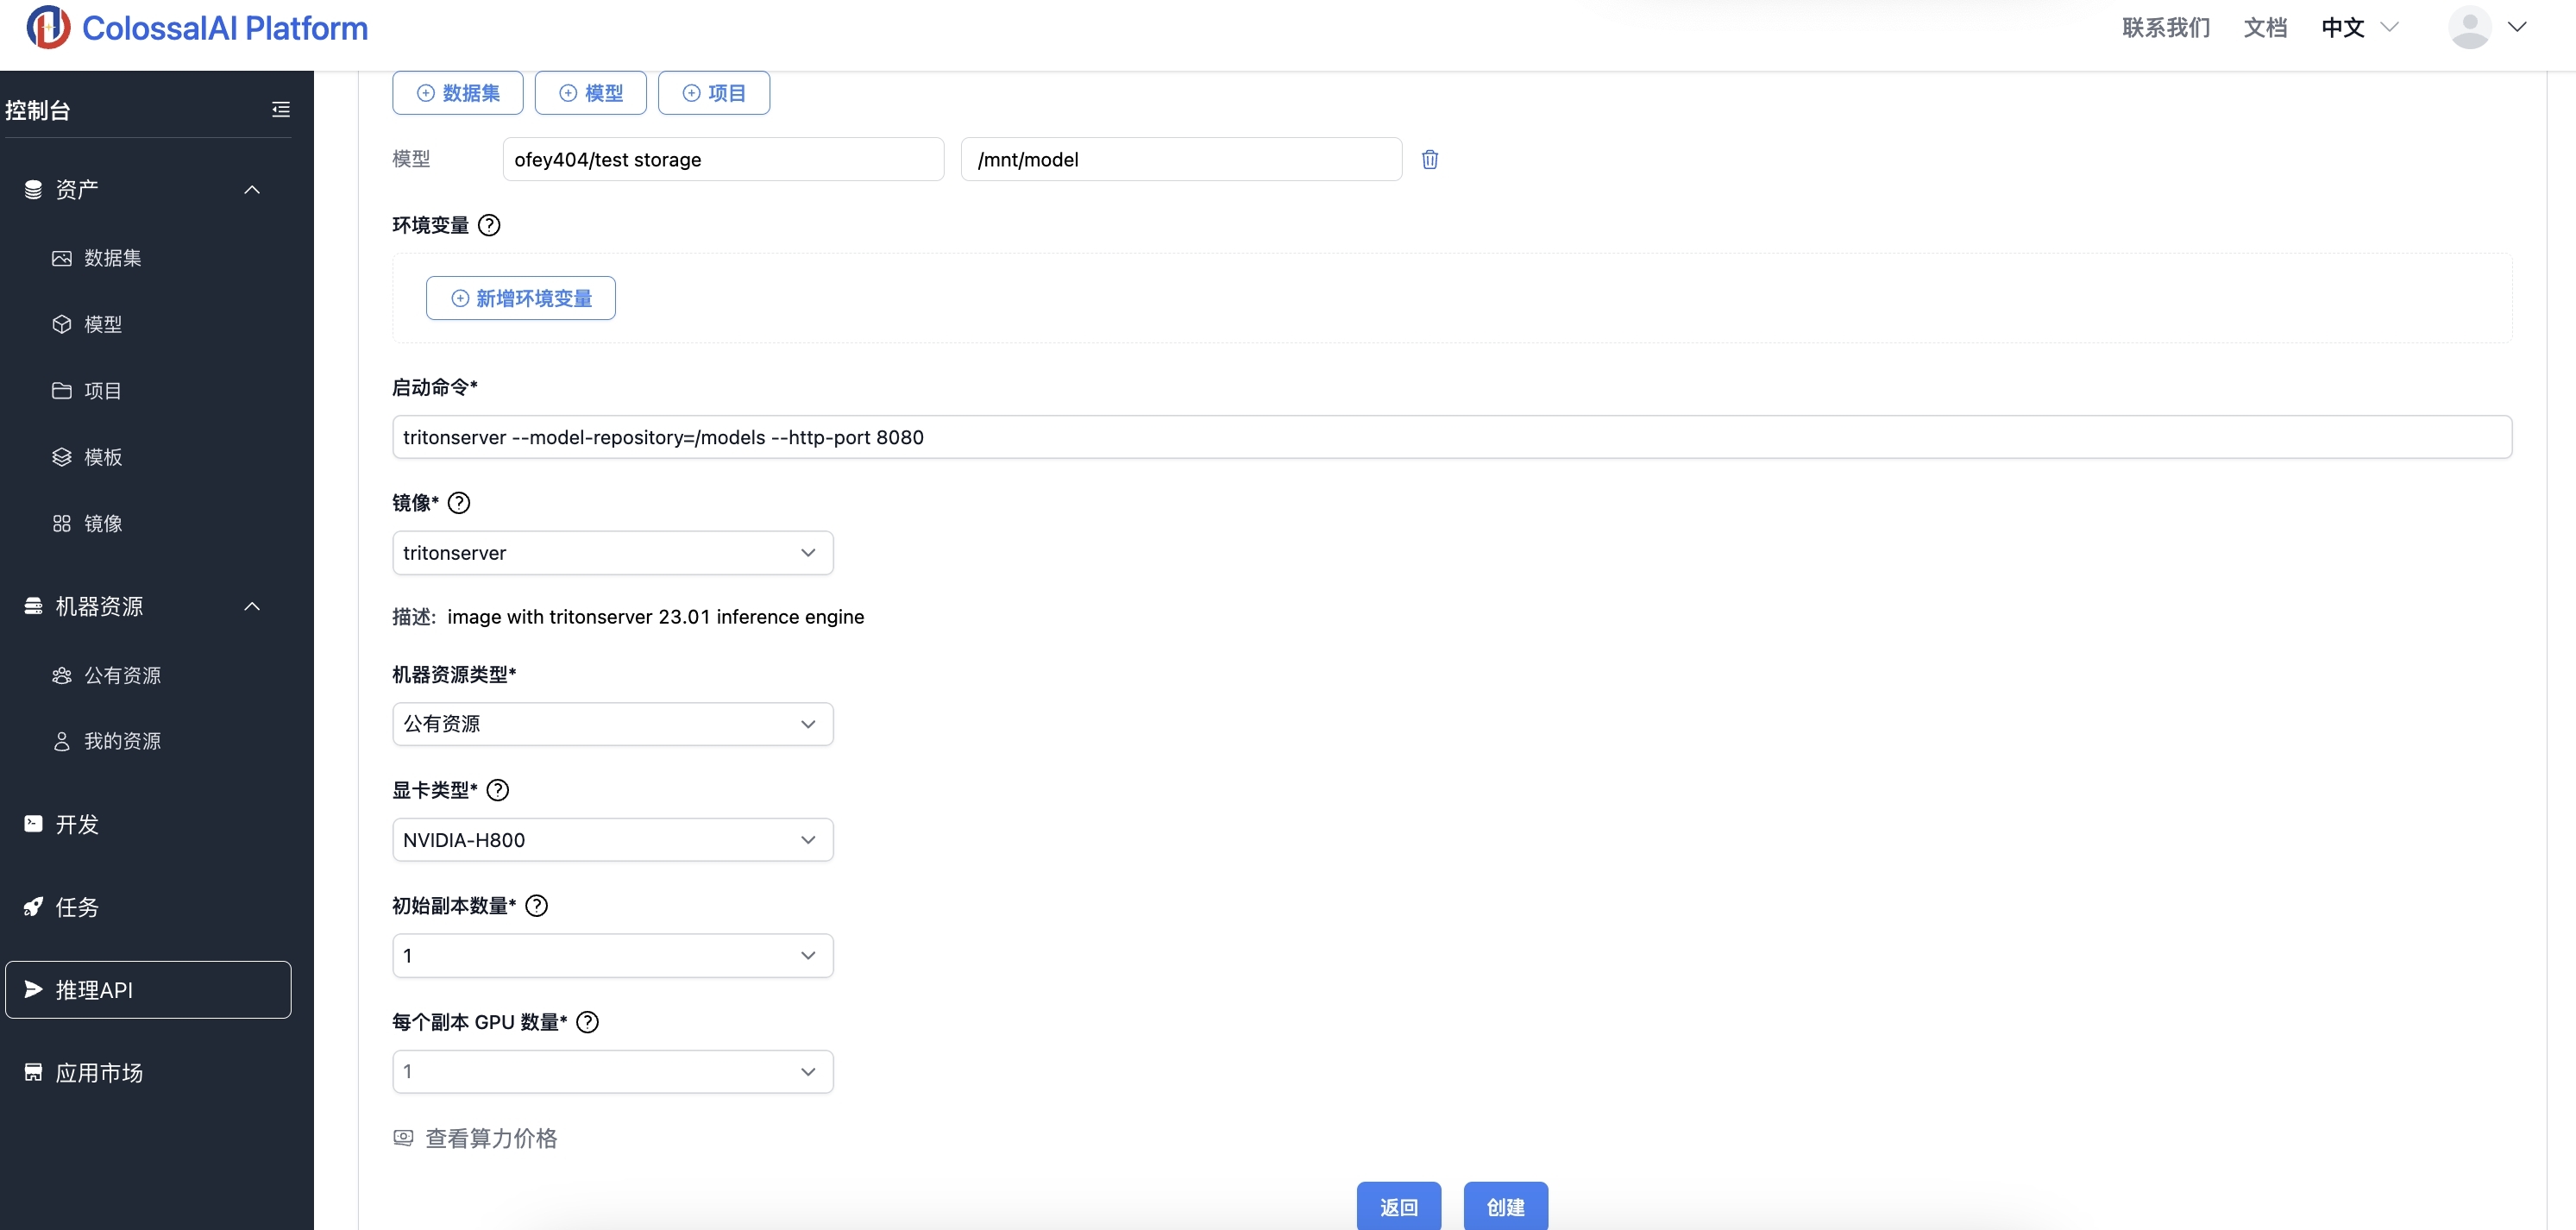 ColossalAI Platform
联系我们 文档 中文
控制台
资产
数据集
模型
项目
模板
镜像
机器资源
公有资源
我的资源
开发
任务
推理API
应用市场
数据集 模型 项目
模型 ofey404/test storage /mnt/model
环境变量
新增环境变量
启动命令*
tritonserver --model-repository=/models --http-port 8080
镜像*
tritonserver
描述: image with tritonserver 23.01 inference engine
机器资源类型*
公有资源
显卡类型*
NVIDIA-H800
初始副本数量*
1
每个副本 GPU 数量*
1
查看算力价格
返回 创建